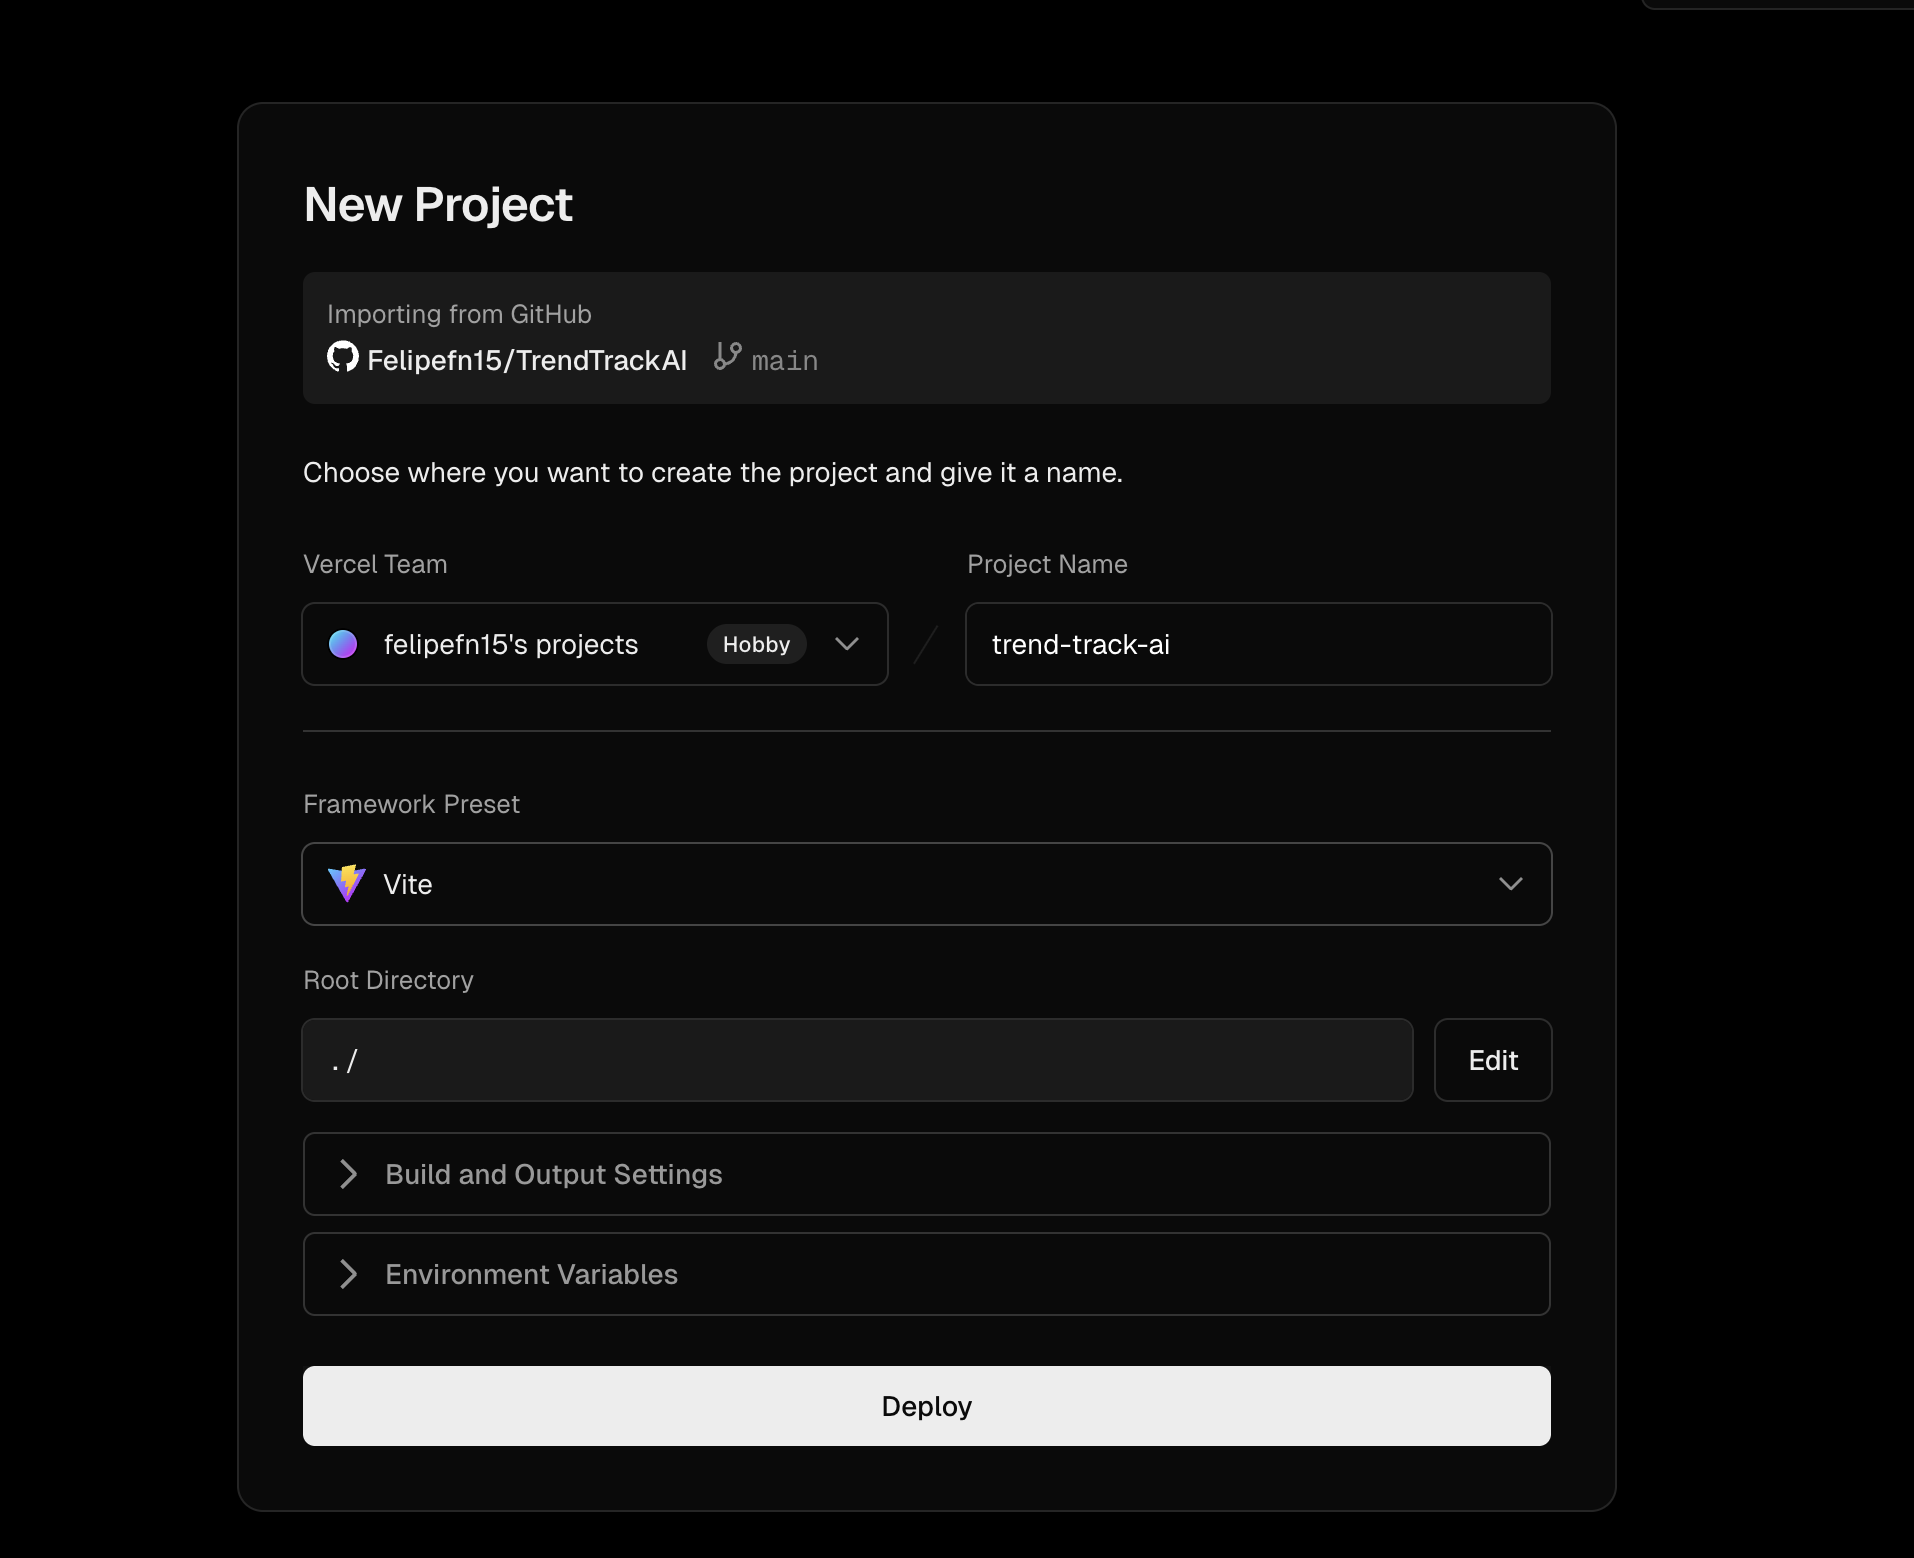 New Project
Importing from GitHub
Felipefn15/TrendTrackAI main
Choose where you want to create the project and give it a name.
Vercel Team
Project Name
felipefn15's projects Hobby / trend-track-ai
Framework Preset
Vite
Root Directory
./
Edit
Build and Output Settings
Environment Variables
Deploy